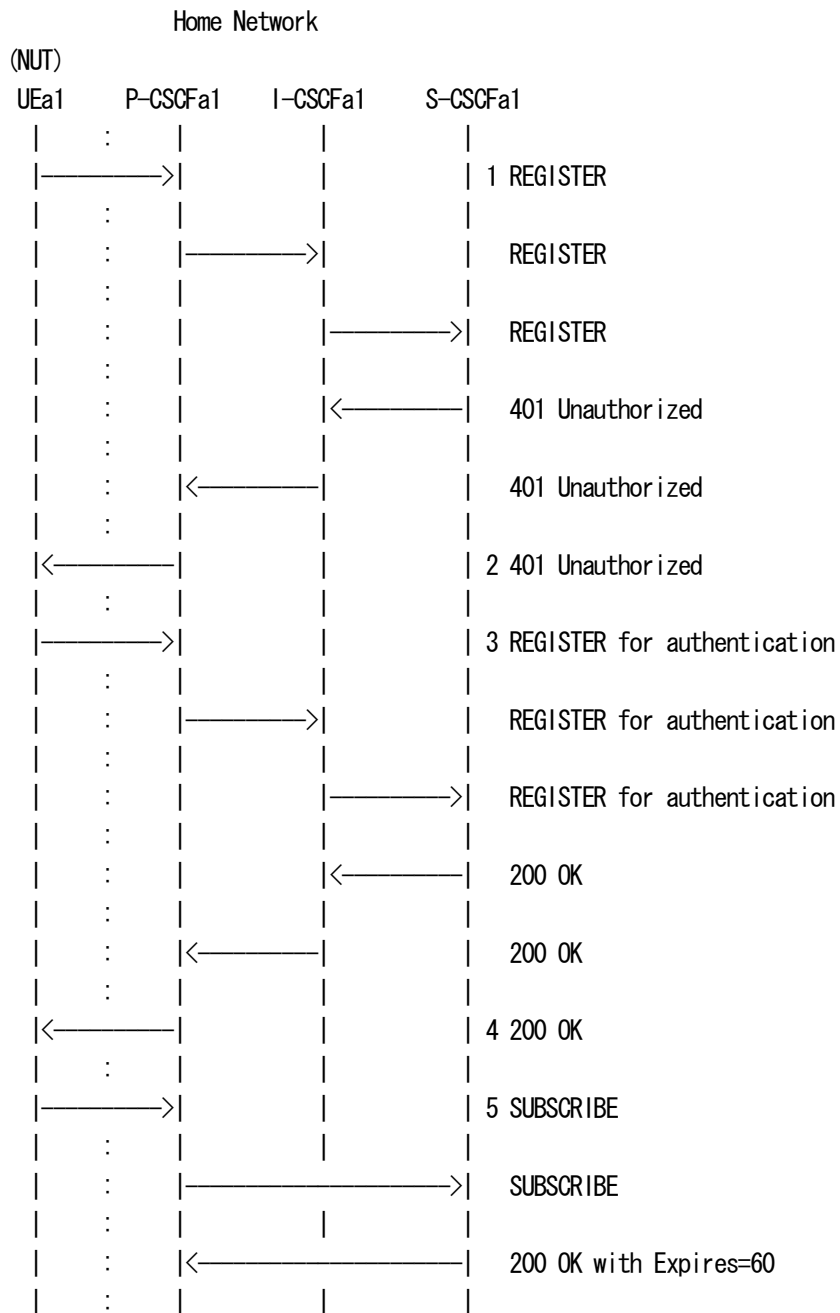 Home Network
(NUT)
UEa1 P-CSCFa1 I-CSCFa1 S-CSCFa1
1 REGISTER
REGISTER
REGISTER
401 Unauthorized
401 Unauthorized
2 401 Unauthorized
3 REGISTER for authentication
REGISTER for authentication
REGISTER for authentication
200 OK
200 OK
4 200 OK
5 SUBSCRIBE
SUBSCRIBE
200 OK with Expires=60